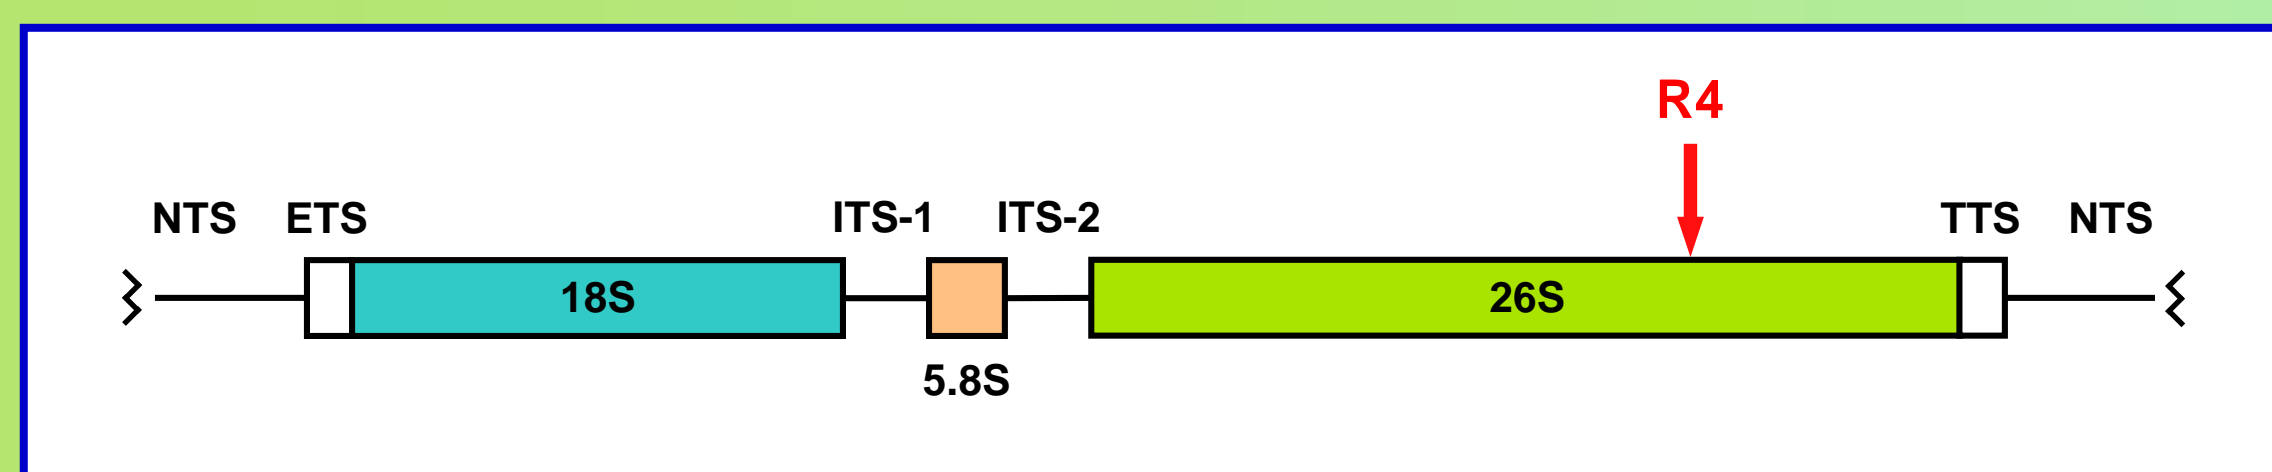 R4
NTS ETS ITS-1 ITS-2 TTS NTS
18S 26S
5.8S